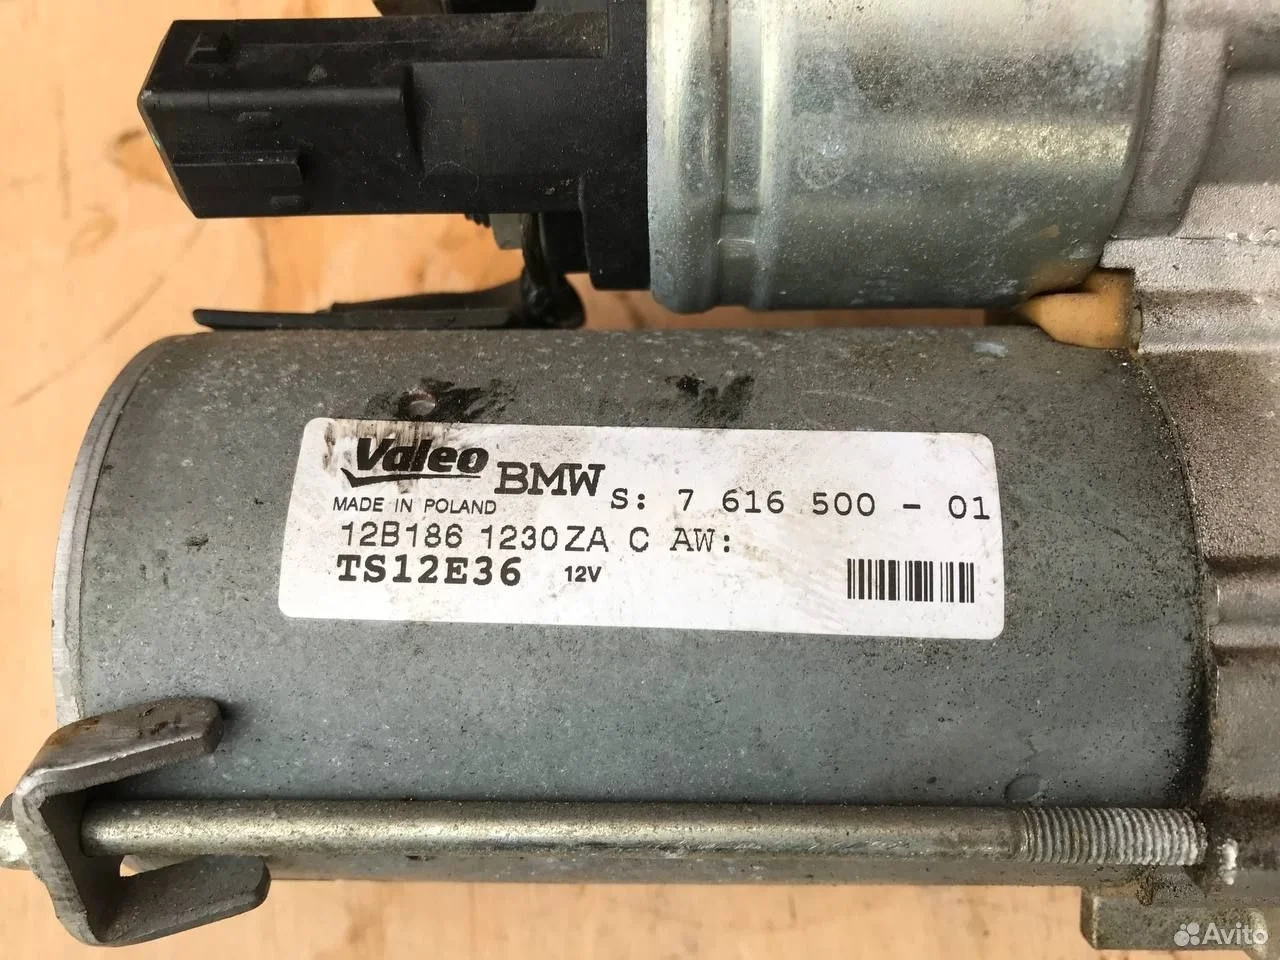 Valeo BMW S: 7 616 500 - 01
MADE IN POLAND
12B186 1230ZA C AW:
TS12E36 12V
Avito